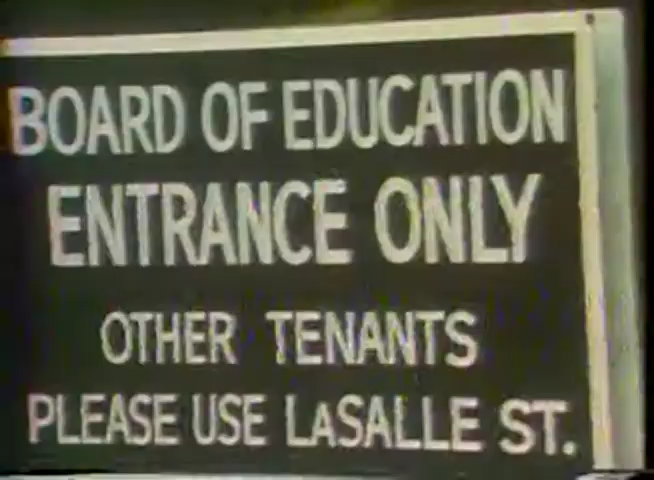 BOARD OF EDUCATION
ENTRANCE ONLY
OTHER TENANTS
PLEASE USE LASALLE ST.